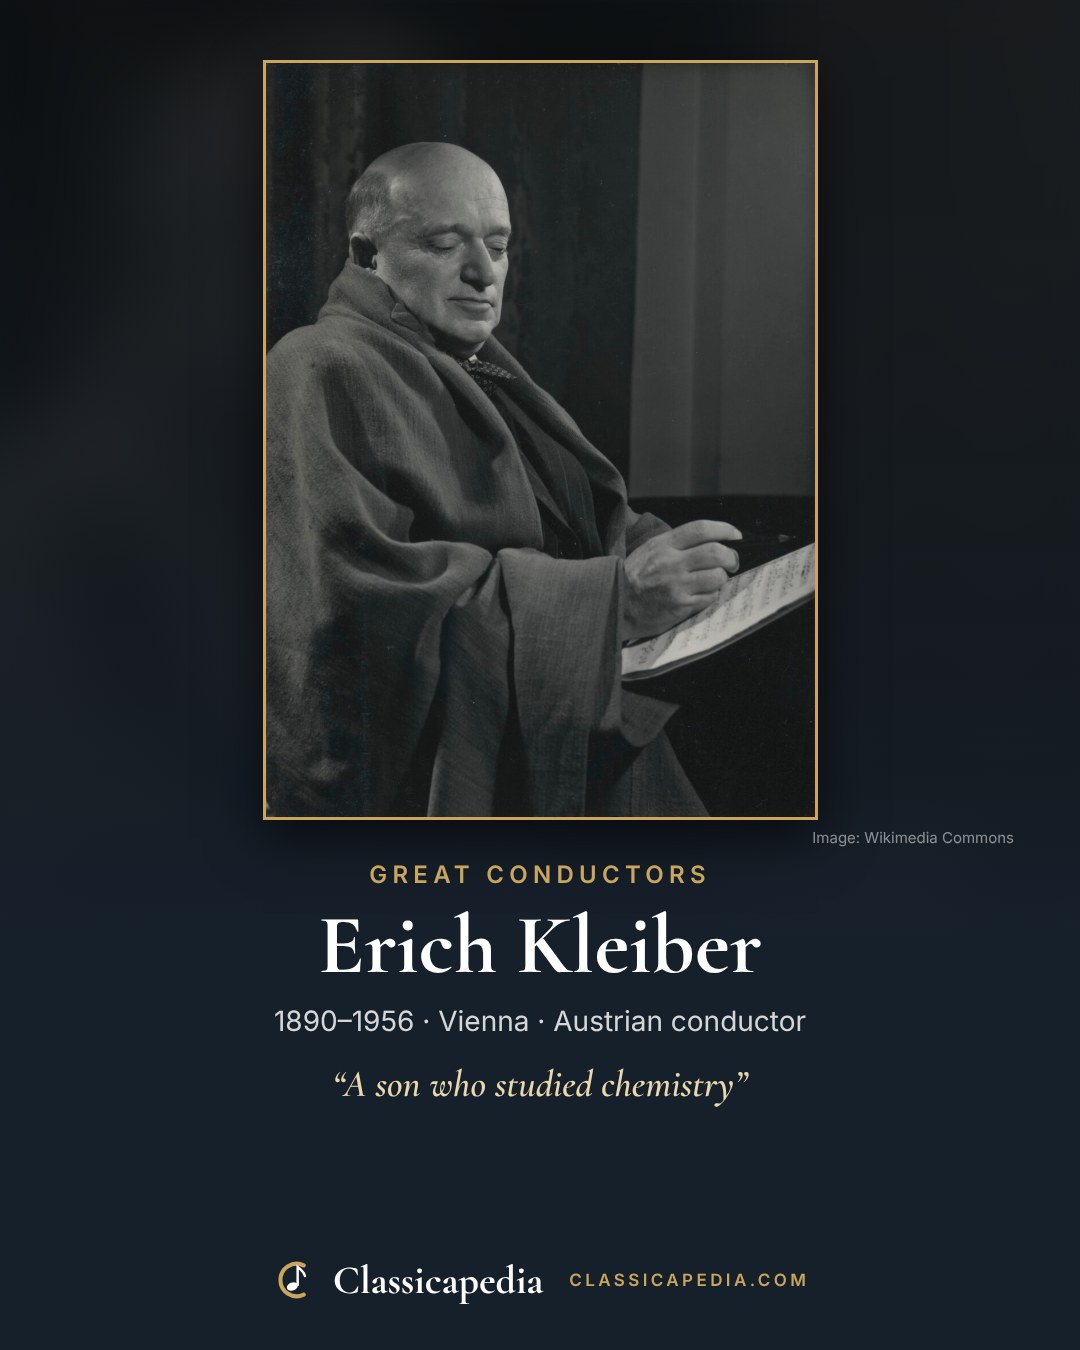 Image: Wikimedia Commons
GREAT CONDUCTORS
Erich Kleiber
1890–1956 · Vienna · Austrian conductor
“A son who studied chemistry”
Classicapedia CLASSICAPEDIA.COM